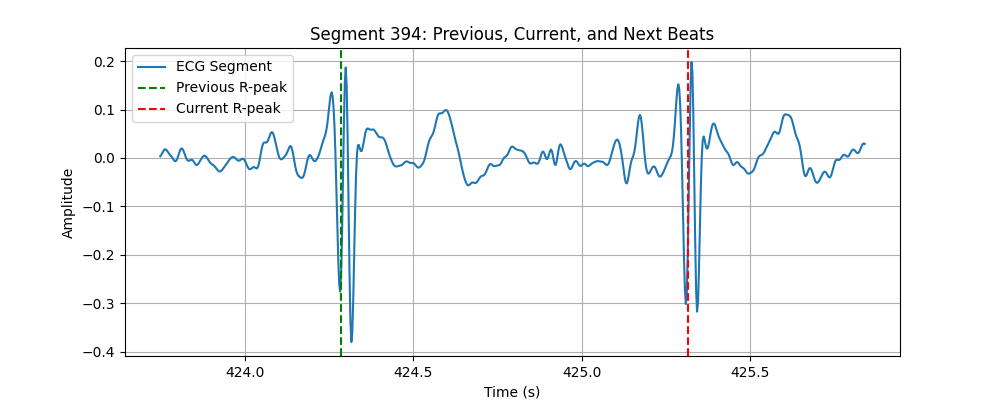 Segment 394: Previous, Current, and Next Beats
ECG Segment
Previous R-peak
Current R-peak
0.2
0.1
0.0
−0.1
−0.2
−0.3
−0.4
Amplitude
424.0 424.5 425.0 425.5
Time (s)